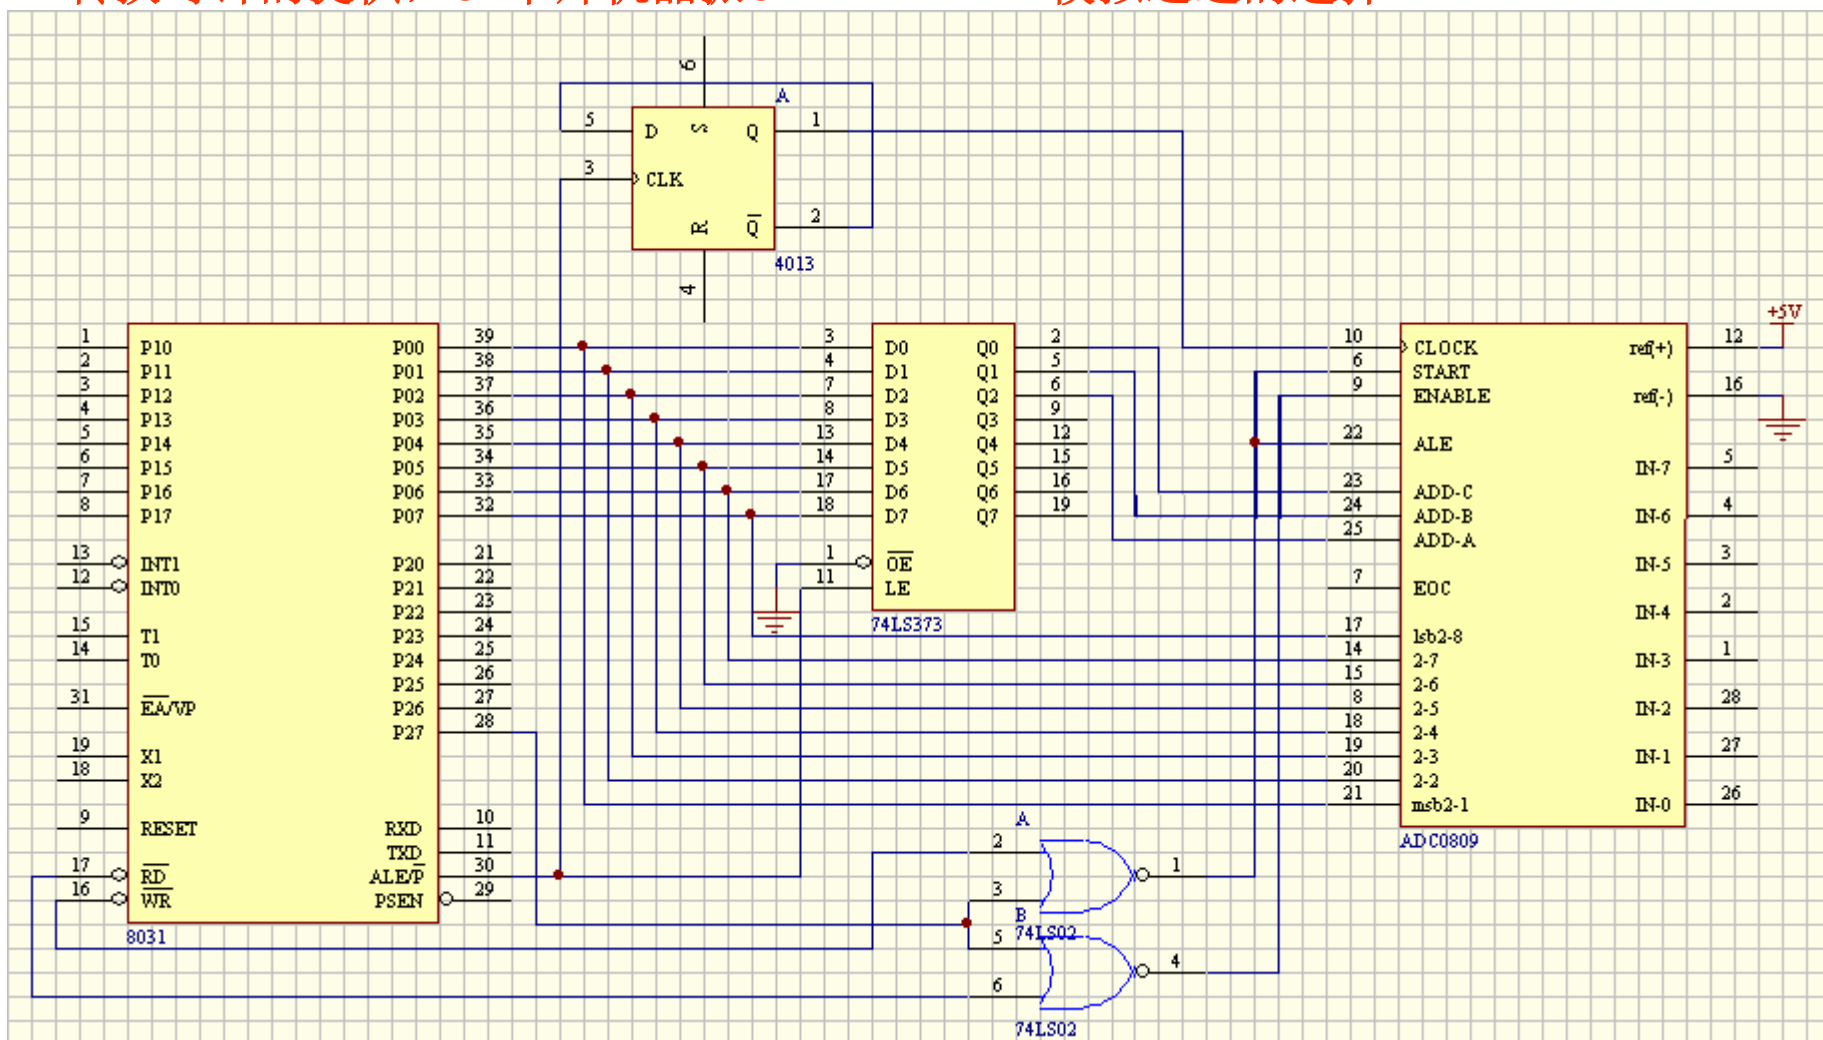 6
A
5 D S Q 1
3 CLK
R Q 2
4013
4
+5V
1 P10 P00 39
2 P11 P01 38
3 P12 P02 37
4 P13 P03 36
5 P14 P04 35
6 P15 P05 34
7 P16 P06 33
8 P17 P07 32
13 INT1 P20 21
12 INT0 P21 22
P22 23
15 T1 P23 24
14 T0 P24 25
P25 26
31 EA/VP P26 27
P27 28
19 X1
18 X2
9 RESET RXD 10
TXD 11
17 RD ALE/P 30
16 WR PSEN 29
8031
3 D0 Q0 2
4 D1 Q1 5
7 D2 Q2 6
8 D3 Q3 9
13 D4 Q4 12
14 D5 Q5 15
17 D6 Q6 16
18 D7 Q7 19
1 OE
11 LE
74LS373
10 CLOCK ref(+) 12
6 START
9 ENABLE ref(-) 16
22 ALE
IN-7 5
23 ADD-C
24 ADD-B IN-6 4
25 ADD-A
IN-5 3
7 EOC
IN-4 2
17 lsb2-8
14 2-7 IN-3 1
15 2-6
8 2-5 IN-2 28
18 2-4
19 2-3 IN-1 27
20 2-2
21 msb2-1 IN-0 26
ADC0809
A
2
1
3
B
74LS02
5
4
6
74LS02